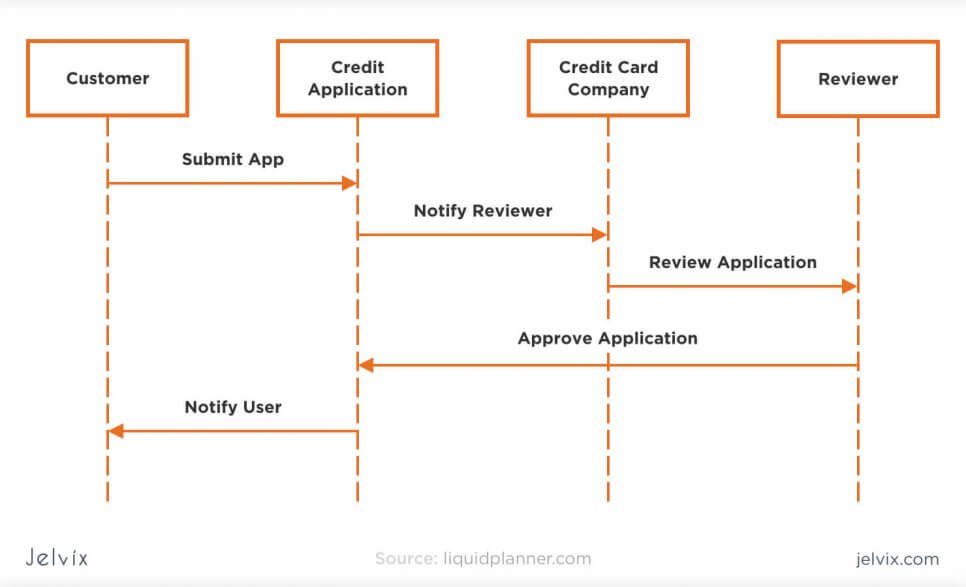 Customer
Credit
Application
Credit Card
Company
Reviewer
Submit App
Notify Reviewer
Review Application
Approve Application
Notify User
Jelvix
Source: liquidplanner.com
jelvix.com